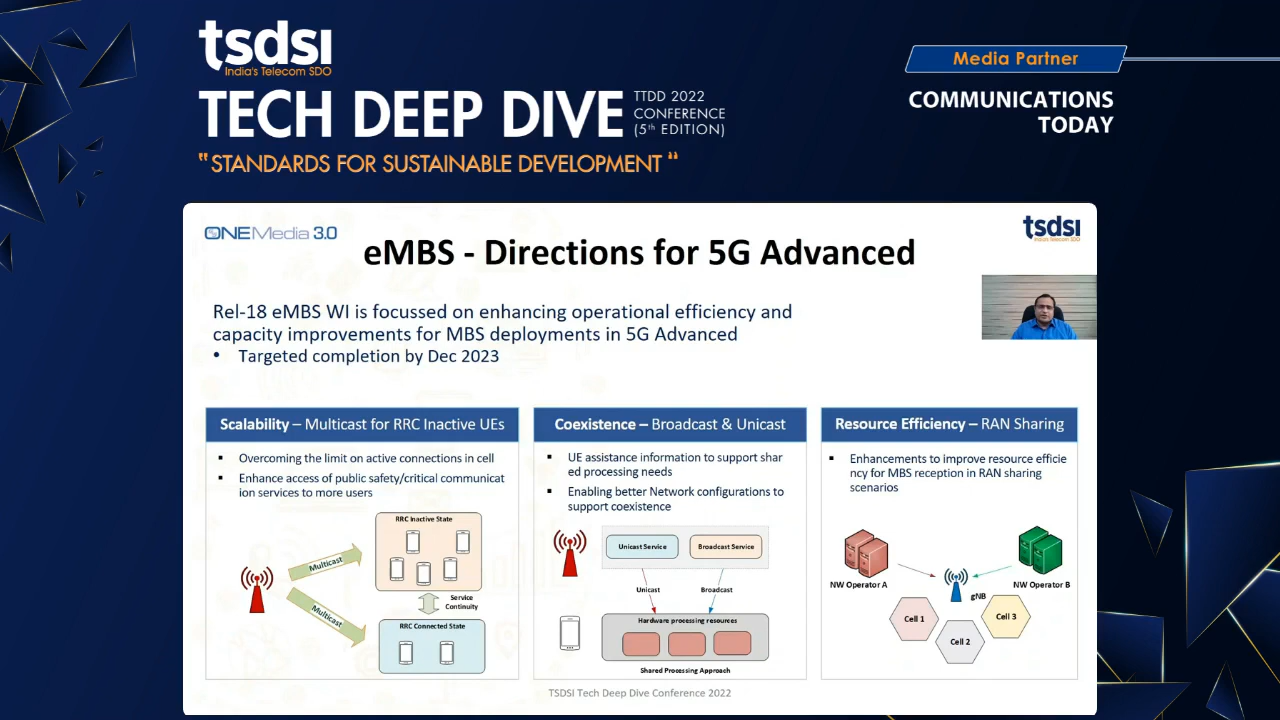 tsdsi
India's Telecom SDO
TECH DEEP DIVE
TTDD 2022
CONFERENCE
(5th EDITION)
"STANDARDS FOR SUSTAINABLE DEVELOPMENT"
Media Partner
COMMUNICATIONS
TODAY
ONEMedia 3.0
tsdsi
India's Telecom SDO
eMBS - Directions for 5G Advanced
Rel-18 eMBS WI is focussed on enhancing operational efficiency and
capacity improvements for MBS deployments in 5G Advanced
• Targeted completion by Dec 2023
Scalability – Multicast for RRC Inactive UEs
▪ Overcoming the limit on active connections in cell
▪ Enhance access of public safety/critical communicat
ion services to more users
RRC Inactive State
Multicast
Multicast
Service
Continuity
RRC Connected State
Coexistence – Broadcast & Unicast
▪ UE assistance information to support shar
ed processing needs
▪ Enabling better Network configurations to
support coexistence
Unicast Service
Broadcast Service
Unicast
Broadcast
Hardware processing resources
Shared Processing Approach
Resource Efficiency – RAN Sharing
▪ Enhancements to improve resource efficie
ncy for MBS reception in RAN sharing
scenarios
NW Operator A
NW Operator B
gNB
Cell 1
Cell 2
Cell 3
TSDSI Tech Deep Dive Conference 2022